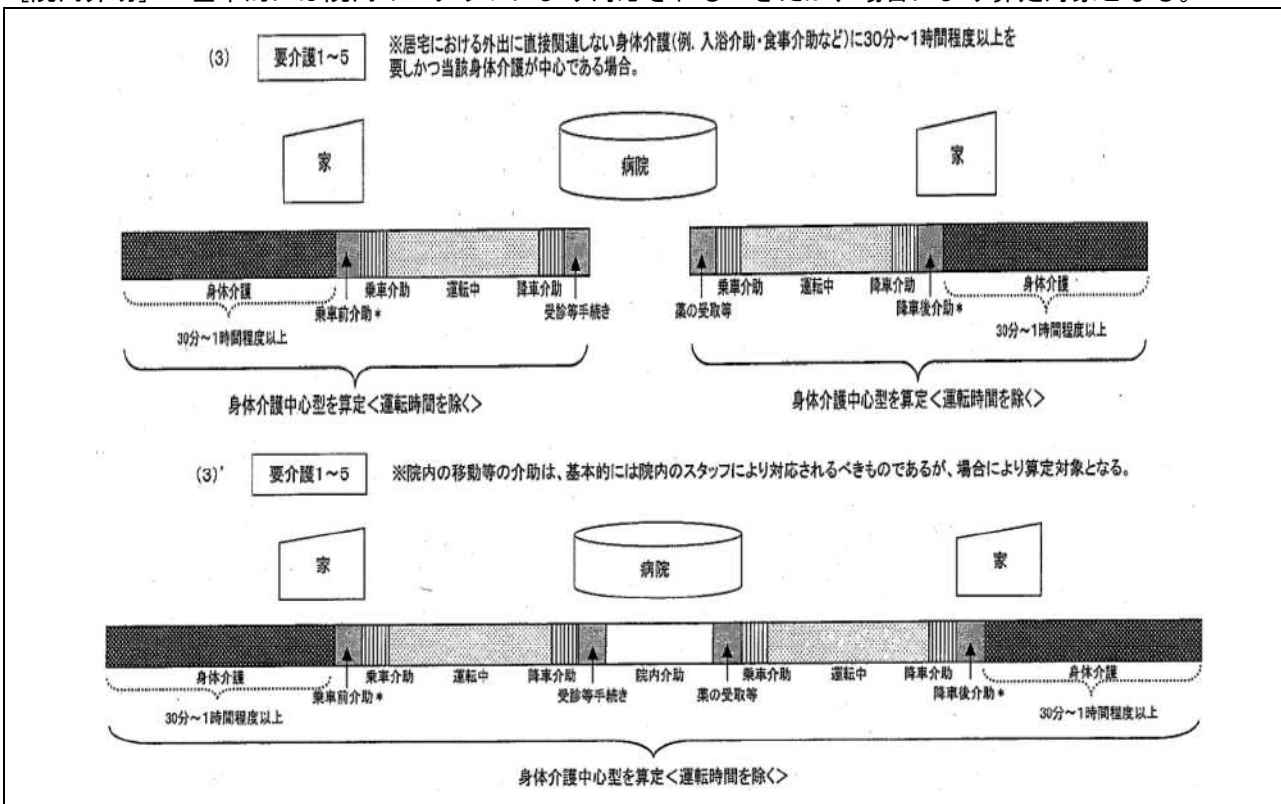 (3) 要介護1~5 ※居宅における外出に直接関連しない身体介護(例.入浴介助・食事介助など)に30分~1時間程度以上を
要しかつ当該身体介護が中心である場合。
家 病院 家
身体介護 乗車介助 運転中 降車介助 乗車介助 運転中 降車介助 身体介護
乗車前介助* 受診等手続き 薬の受取等 降車後介助*
30分~1時間程度以上 30分~1時間程度以上
身体介護中心型を算定<運転時間を除く> 身体介護中心型を算定<運転時間を除く>
(3)' 要介護1~5 ※院内の移動等の介助は、基本的には院内のスタッフにより対応されるべきものであるが、場合により算定対象となる。
家 病院 家
身体介護 乗車介助 運転中 降車介助 院内介助 乗車介助 運転中 降車介助 身体介護
乗車前介助* 受診等手続き 薬の受取等 降車後介助*
30分~1時間程度以上 30分~1時間程度以上
身体介護中心型を算定<運転時間を除く>